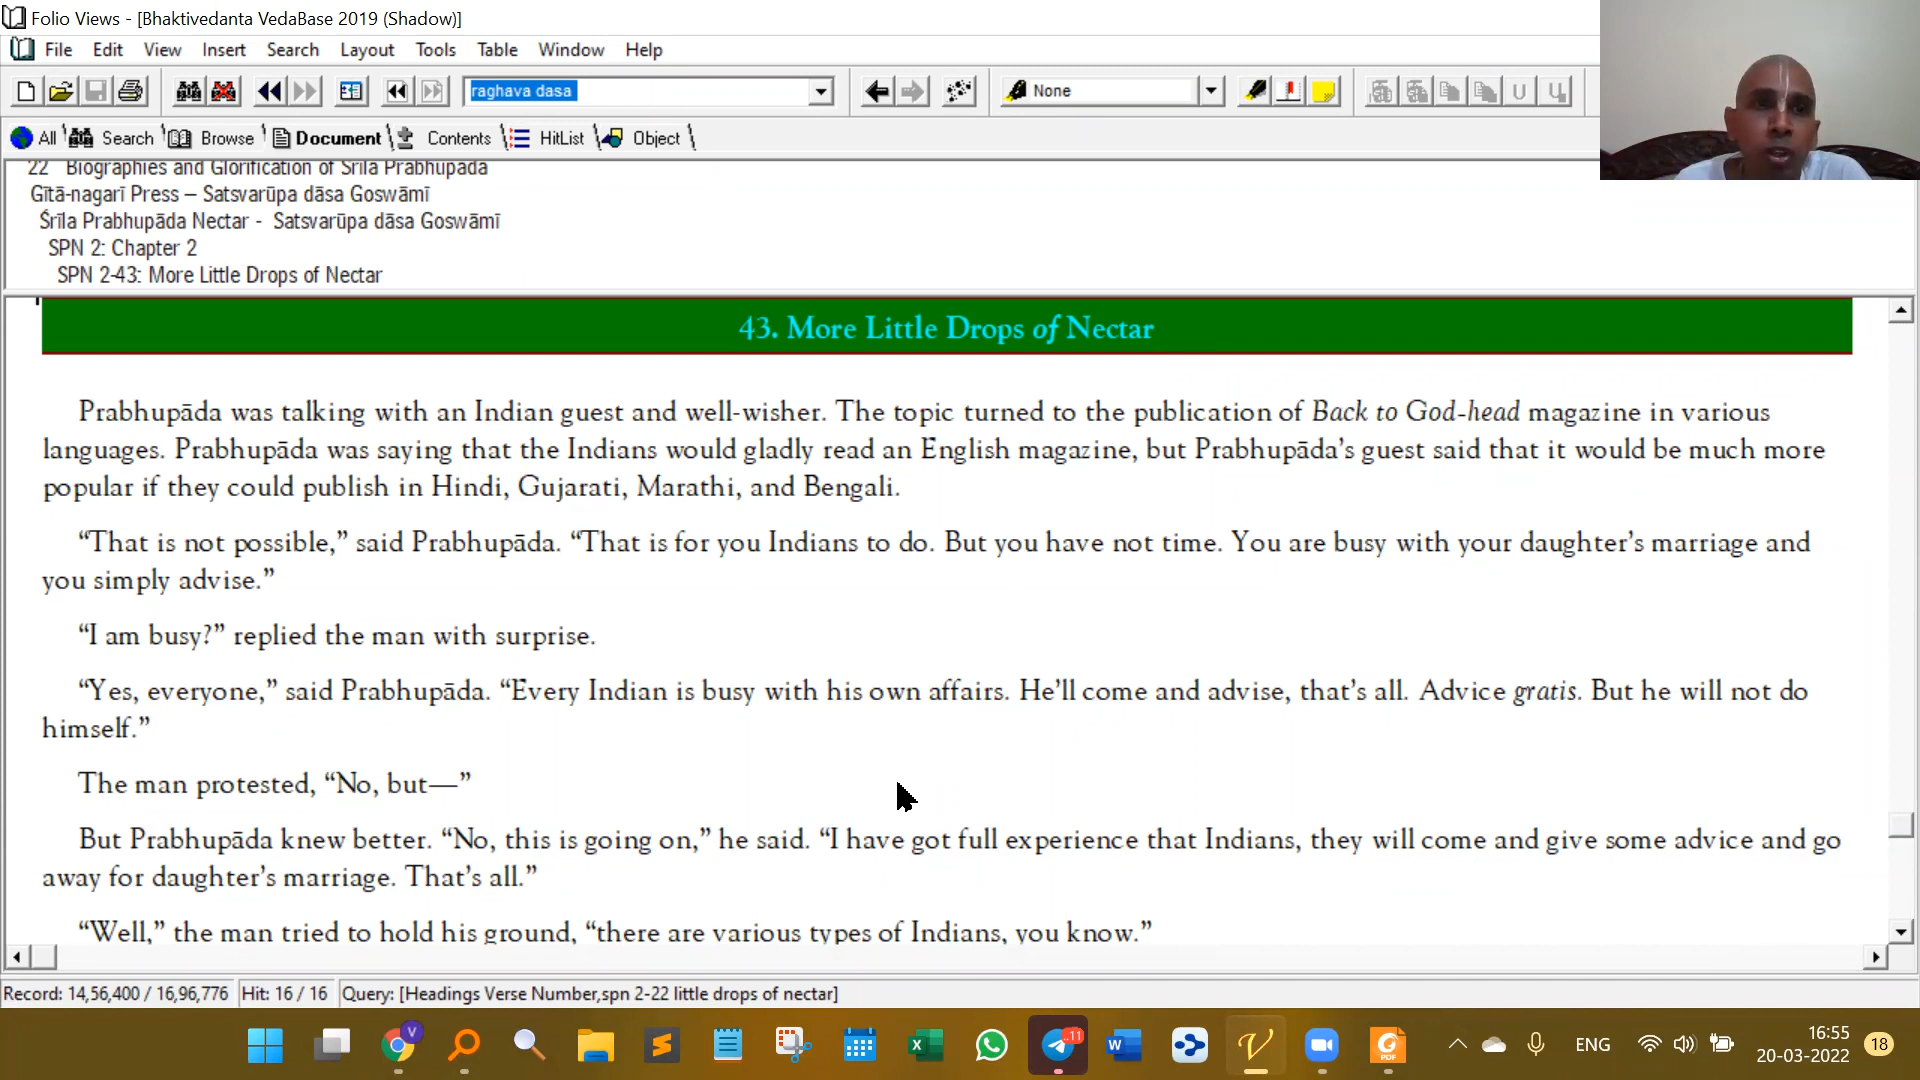 Folio Views - [Bhaktivedanta VedaBase 2019 (Shadow)]
File Edit View Insert Search Layout Tools Table Window Help
raghava dasa None
All Search Browse Document Contents HitList Object
22 Biographies and Glorification of Śrīla Prabhupāda
Gītā-nagarī Press – Satsvarūpa dāsa Goswāmī
Śrīla Prabhupāda Nectar - Satsvarūpa dāsa Goswāmī
SPN 2: Chapter 2
SPN 2-43: More Little Drops of Nectar
43. More Little Drops of Nectar
Prabhupāda was talking with an Indian guest and well-wisher. The topic turned to the publication of Back to God-head magazine in various
languages. Prabhupāda was saying that the Indians would gladly read an English magazine, but Prabhupāda’s guest said that it would be much more
popular if they could publish in Hindi, Gujarati, Marathi, and Bengali.
“That is not possible,” said Prabhupāda. “That is for you Indians to do. But you have not time. You are busy with your daughter’s marriage and
you simply advise.”
“I am busy?” replied the man with surprise.
“Yes, everyone,” said Prabhupāda. “Every Indian is busy with his own affairs. He’ll come and advise, that’s all. Advice gratis. But he will not do
himself.”
The man protested, “No, but—”
But Prabhupāda knew better. “No, this is going on,” he said. “I have got full experience that Indians, they will come and give some advice and go
away for daughter’s marriage. That’s all.”
“Well,” the man tried to hold his ground, “there are various types of Indians, you know.”
Record: 14,56,400 / 16,96,776 Hit: 16 / 16 Query: [Headings Verse Number,spn 2-22 little drops of nectar]
V ..11 ENG 16:55 18
20-03-2022